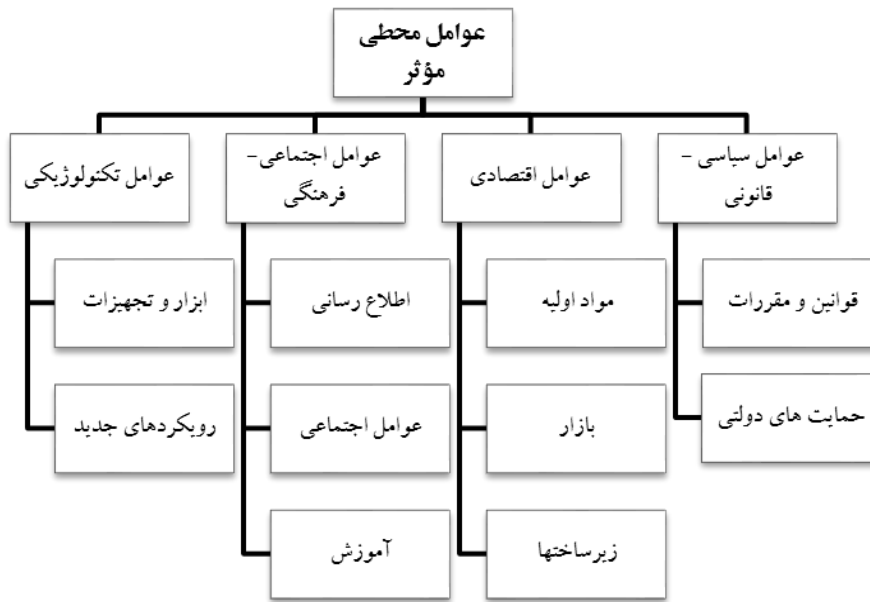 عوامل محطی
مؤثر
عوامل سیاسی –
قانونی
قوانین و مقررات
حمایت های دولتی
عوامل اقتصادی
مواد اولیه
بازار
زیرساختها
عوامل اجتماعی–
فرهنگی
اطلاع رسانی
عوامل اجتماعی
آموزش
عوامل تکنولوژیکی
ابزار و تجهیزات
رویکردهای جدید